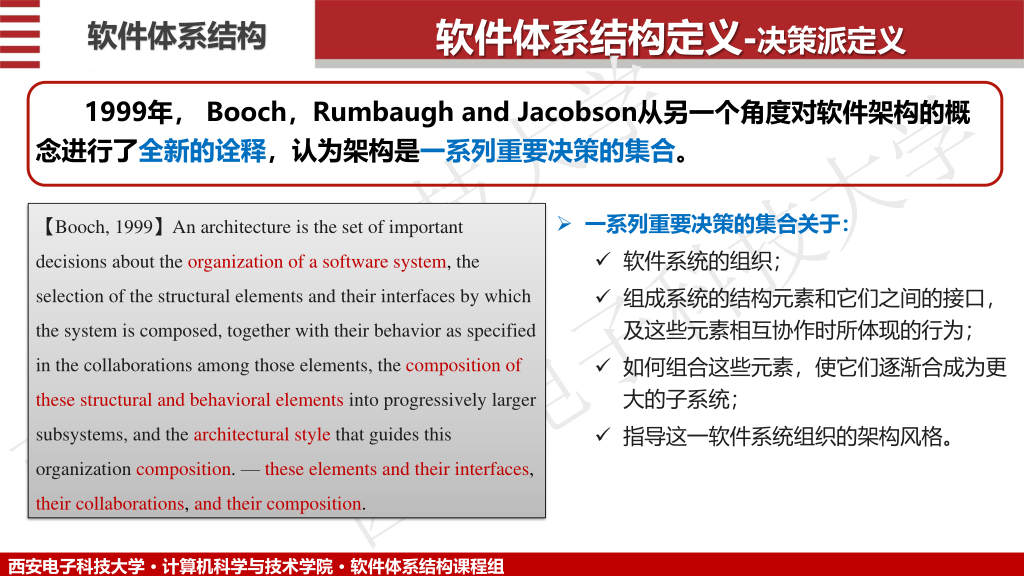 软件体系结构
软件体系结构定义-决策派定义
1999年， Booch，Rumbaugh and Jacobson从另一个角度对软件架构的概
念进行了全新的诠释，认为架构是一系列重要决策的集合。
【Booch, 1999】An architecture is the set of important
decisions about the organization of a software system, the
selection of the structural elements and their interfaces by which
the system is composed, together with their behavior as specified
in the collaborations among those elements, the composition of
these structural and behavioral elements into progressively larger
subsystems, and the architectural style that guides this
organization composition. — these elements and their interfaces,
their collaborations, and their composition.
一系列重要决策的集合关于：
软件系统的组织；
组成系统的结构元素和它们之间的接口，
及这些元素相互协作时所体现的行为；
如何组合这些元素，使它们逐渐合成为更
大的子系统；
指导这一软件系统组织的架构风格。
西安电子科技大学 • 计算机科学与技术学院 • 软件体系结构课程组